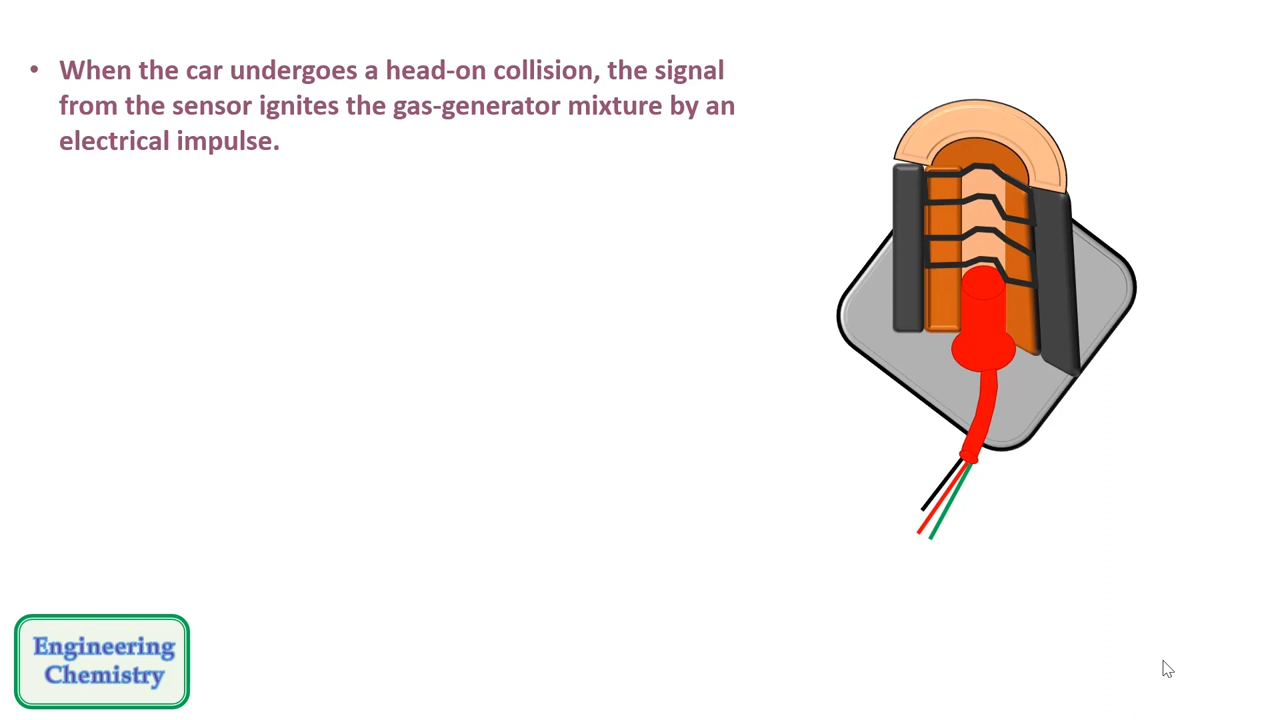 • When the car undergoes a head-on collision, the signal
from the sensor ignites the gas-generator mixture by an
electrical impulse.
Engineering
Chemistry